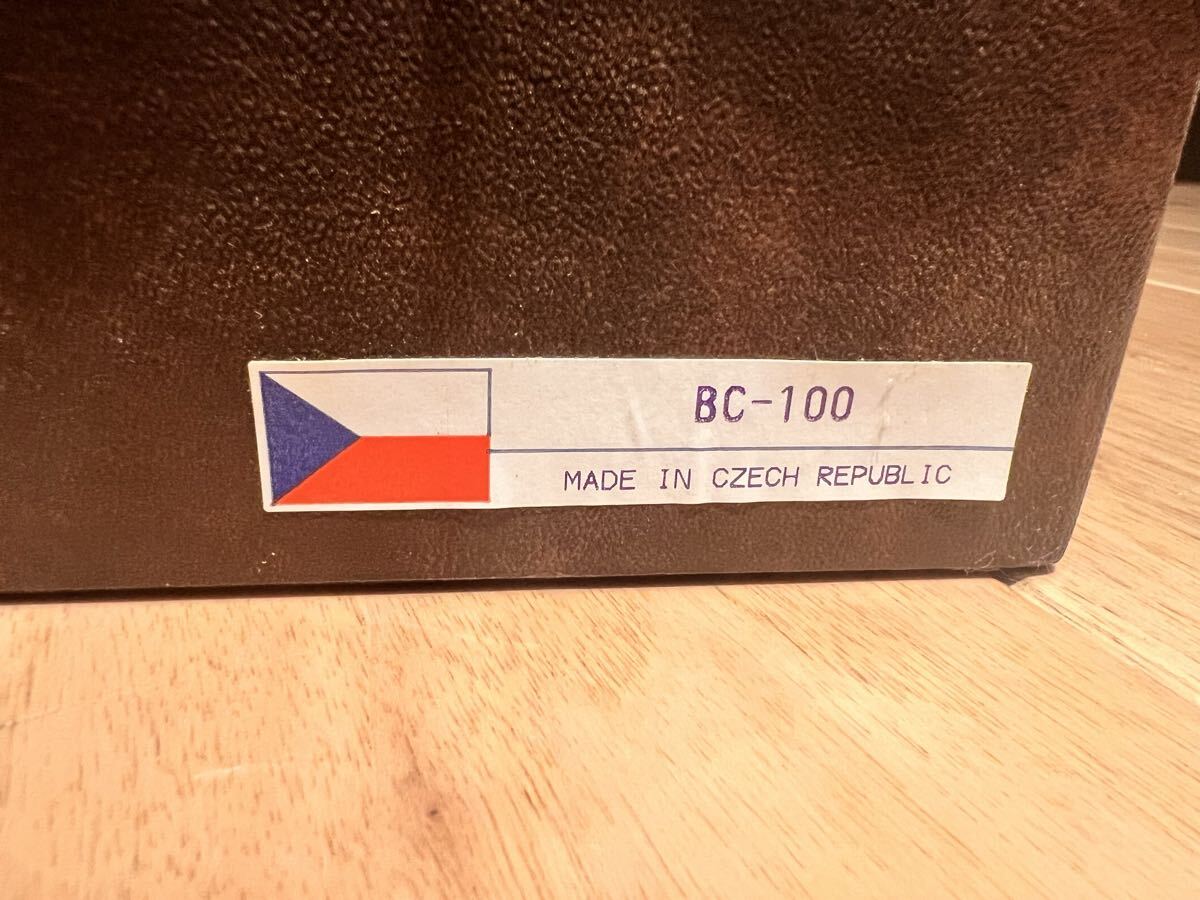 BC-100
MADE IN CZECH REPUBLIC